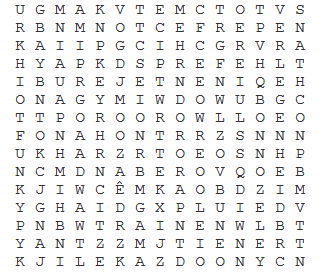 U G M A K V T E M C T O T V S
R B N M N O T C E F R E P E N
K A I I P G C I H C G R V R A
H Y A P K D S P R E F E H L T
I B U R E J E T N E N I Q E H
O N A G Y M I W D O W U B G C
T T P O R O O R O W L L O E O
F O N A H O N T R R Z S N N N
U K H A R Z R T O E O S N H P
N C M D N A B E R O V Q O E B
K J I W C Ê M K A O B D Z I M
Y G H A I D G X P L U I E D V
P N B W T R A I N E N W L B T
Y A N T Z Z M J T I E N E R T
K J I L E K A Z D O O N Y C N